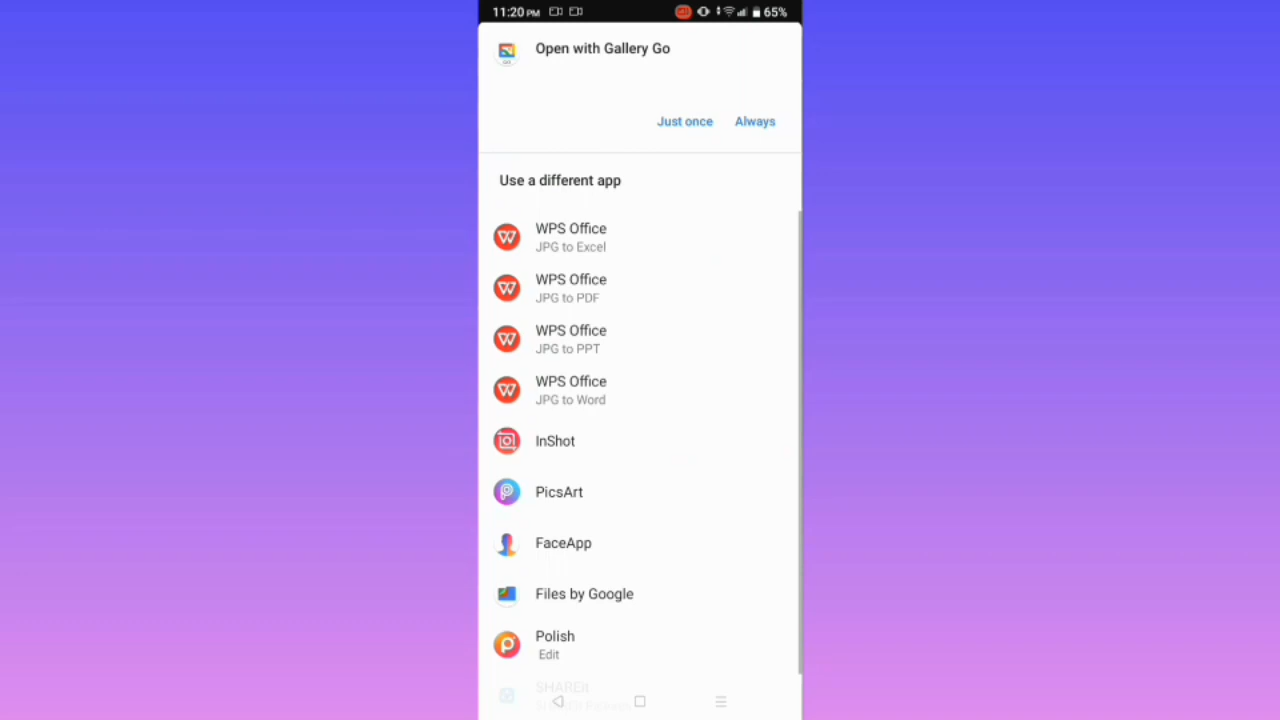 11:20 PM 65%
Open with Gallery Go
Just once Always
Use a different app
WPS Office
JPG to Excel
WPS Office
JPG to PDF
WPS Office
JPG to PPT
WPS Office
JPG to Word
InShot
PicsArt
FaceApp
Files by Google
Polish
Edit
SHAREit